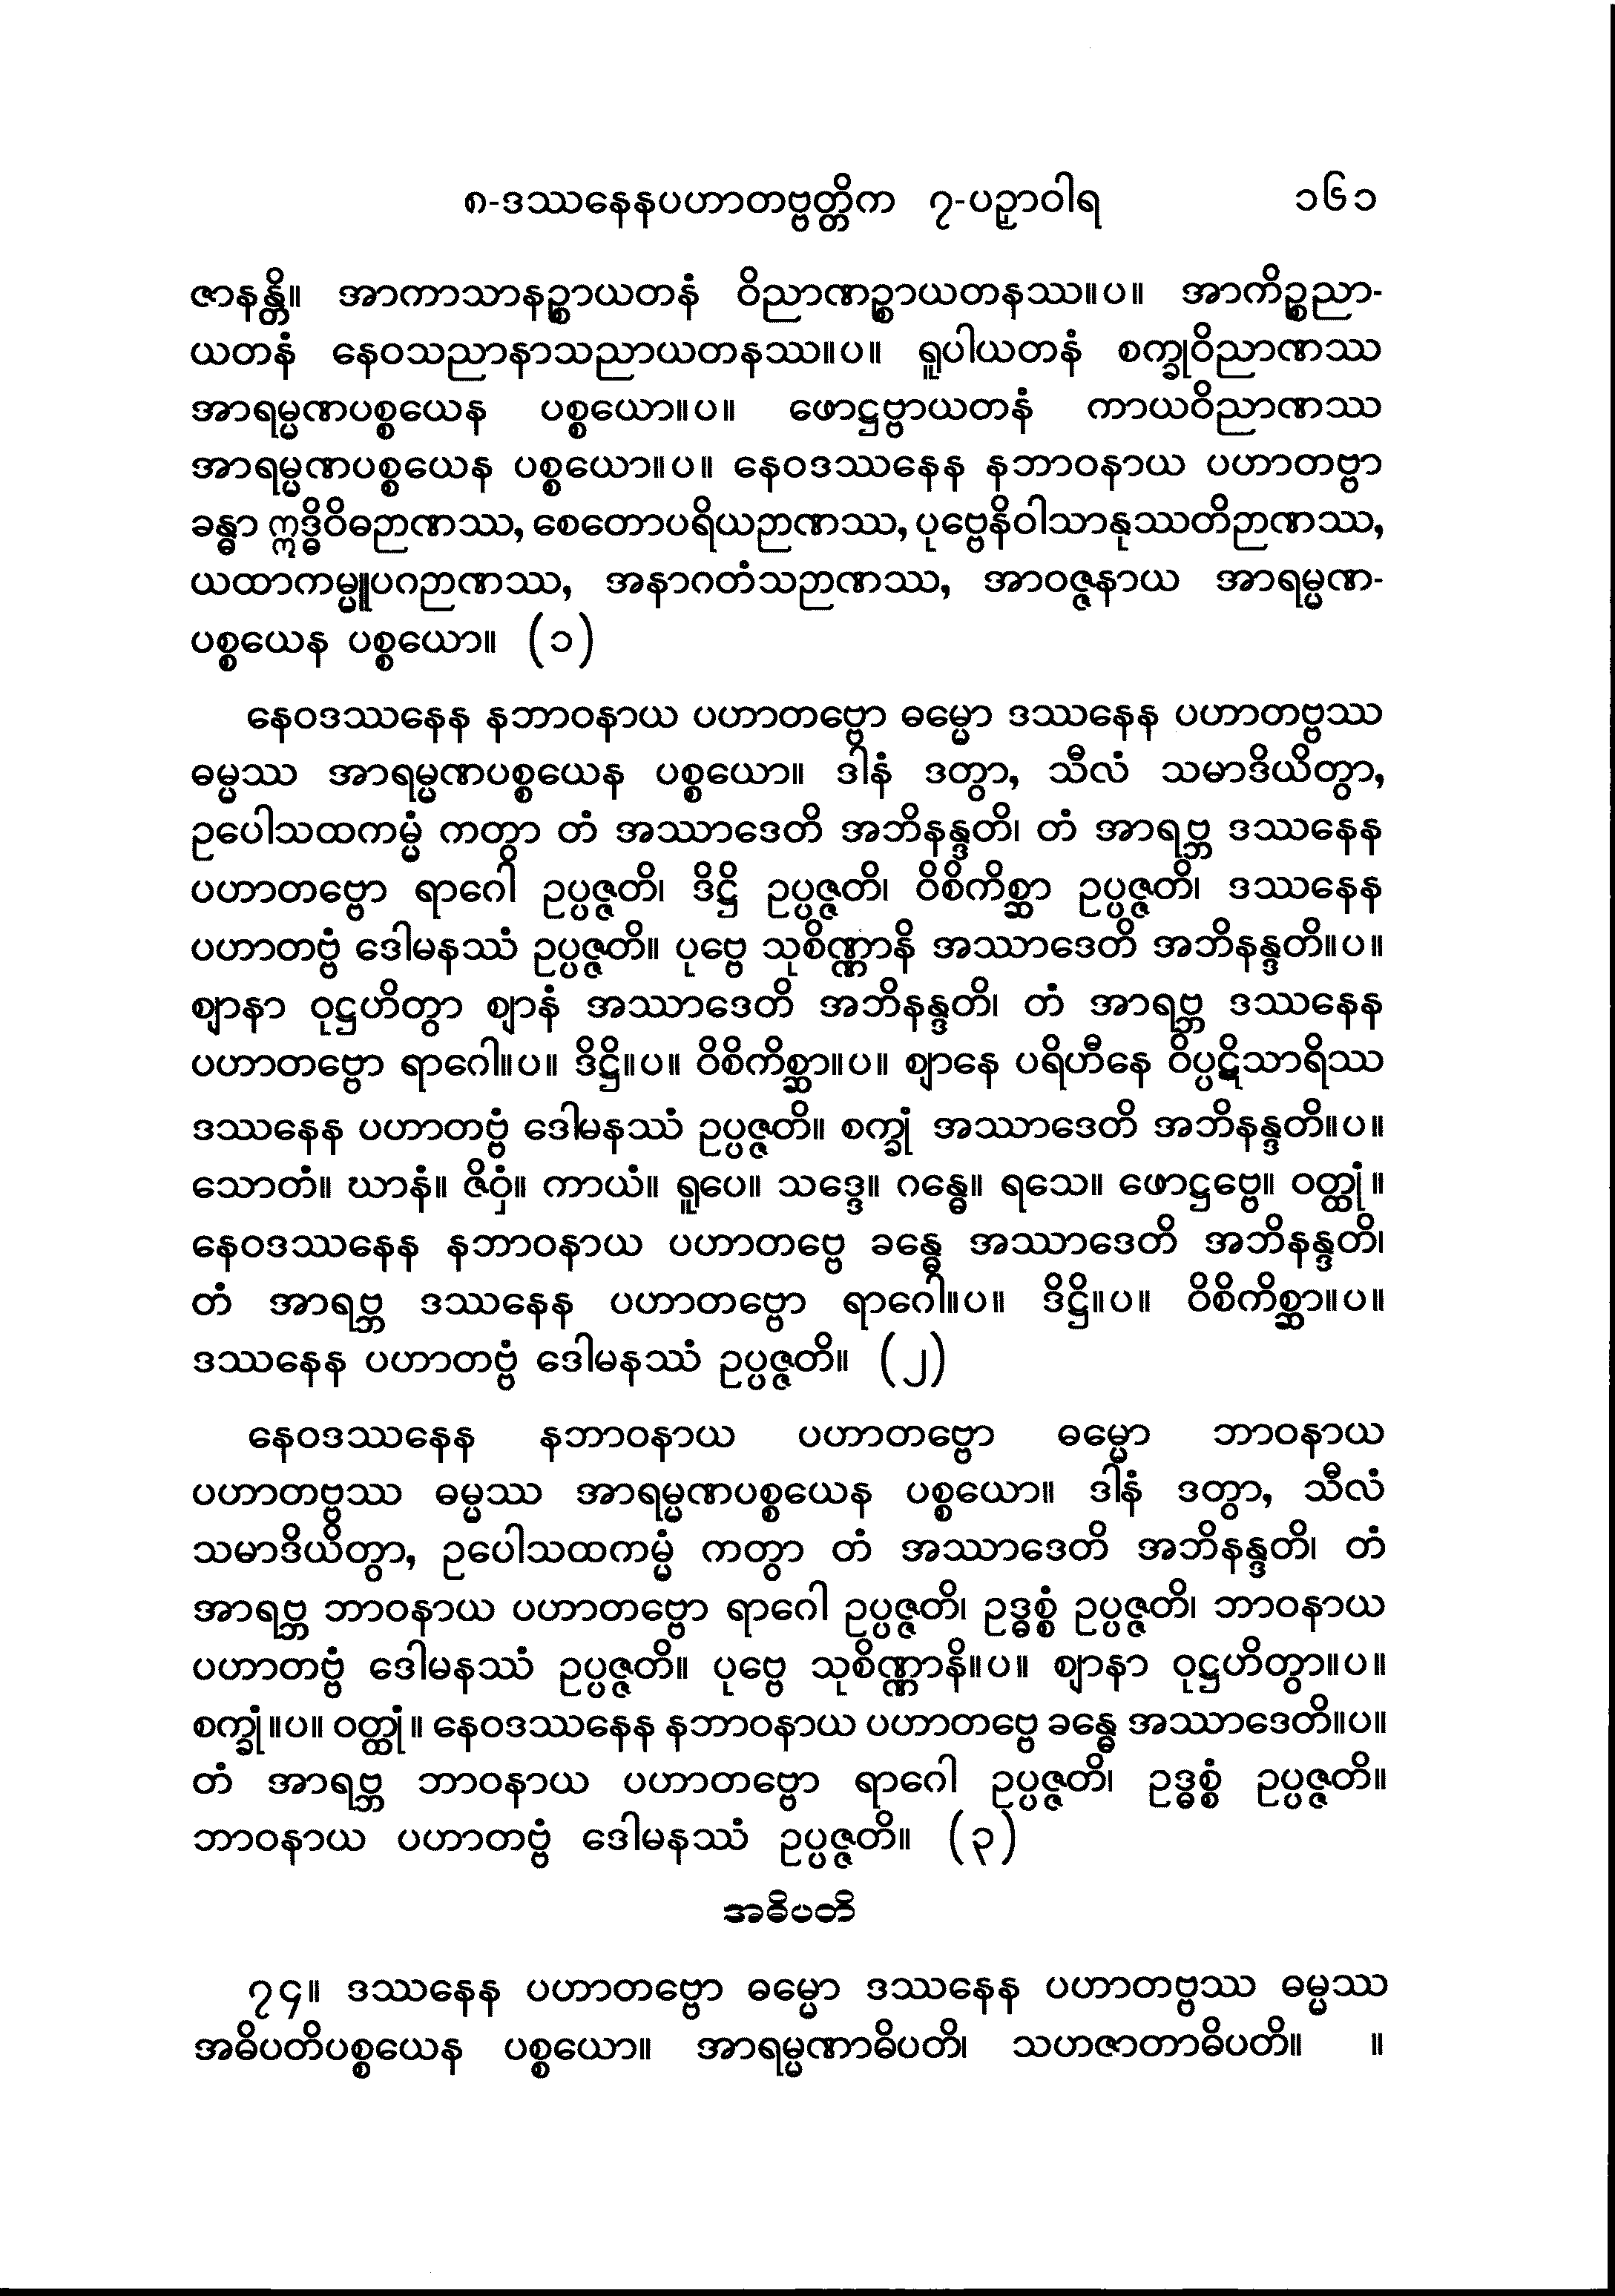 ၈-ဒဿနေနပဟာတဗ္ဗတ္တိက ၇-ပဉှာဝါရ ၁၆၁
ဇာနန္တိ။ အာကာသာနဉ္စာယတနံ ဝိညာဏဉ္စာယတနဿ။ပ။ အာကိဉ္စညာ-
ယတနံ နေဝသညာနာသညာယတနဿ။ပ။ ရူပါယတနံ စက္ခုဝိညာဏဿ
အာရမ္မဏပစ္စယေန ပစ္စယော။ပ။ ဖောဋ္ဌဗ္ဗာယတနံ ကာယဝိညာဏဿ
အာရမ္မဏပစ္စယေန ပစ္စယော။ပ။ နေဝဒဿနေန နဘာဝနာယ ပဟာတဗ္ဗာ
ခန္ဓာ ဣဒ္ဓိဝိဓဉာဏဿ, စေတောပရိယဉာဏဿ, ပုဗ္ဗေနိဝါသာနုဿတိဉာဏဿ,
ယထာကမ္မူပဂဉာဏဿ, အနာဂတံသဉာဏဿ, အာဝဇ္ဇနာယ အာရမ္မဏ-
ပစ္စယေန ပစ္စယော။ (၁)
နေဝဒဿနေန နဘာဝနာယ ပဟာတဗ္ဗော ဓမ္မော ဒဿနေန ပဟာတဗ္ဗဿ
ဓမ္မဿ အာရမ္မဏပစ္စယေန ပစ္စယော။ ဒါနံ ဒတွာ, သီလံ သမာဒိယိတွာ,
ဥပေါသထကမ္မံ ကတွာ တံ အဿာဒေတိ အဘိနန္ဒတိ၊ တံ အာရဗ္ဘ ဒဿနေန
ပဟာတဗ္ဗော ရာဂေါ ဥပ္ပဇ္ဇတိ၊ ဒိဋ္ဌိ ဥပ္ပဇ္ဇတိ၊ ဝိစိကိစ္ဆာ ဥပ္ပဇ္ဇတိ၊ ဒဿနေန
ပဟာတဗ္ဗံ ဒေါမနဿံ ဥပ္ပဇ္ဇတိ။ ပုဗ္ဗေ သုစိဏ္ဏာနိ အဿာဒေတိ အဘိနန္ဒတိ။ပ။
ဈာနာ ဝုဋ္ဌဟိတွာ ဈာနံ အဿာဒေတိ အဘိနန္ဒတိ၊ တံ အာရဗ္ဘ ဒဿနေန
ပဟာတဗ္ဗော ရာဂေါ။ပ။ ဒိဋ္ဌိ။ပ။ ဝိစိကိစ္ဆာ။ပ။ ဈာနေ ပရိဟီနေ ဝိပ္ပဋိသာရိဿ
ဒဿနေန ပဟာတဗ္ဗံ ဒေါမနဿံ ဥပ္ပဇ္ဇတိ။ စက္ခုံ အဿာဒေတိ အဘိနန္ဒတိ။ပ။
သောတံ။ ဃာနံ။ ဇိဝှံ။ ကာယံ။ ရူပေ။ သဒ္ဒေ။ ဂန္ဓေ။ ရသေ။ ဖောဋ္ဌဗ္ဗေ။ ဝတ္ထုံ။
နေဝဒဿနေန နဘာဝနာယ ပဟာတဗ္ဗေ ခန္ဓေ အဿာဒေတိ အဘိနန္ဒတိ၊
တံ အာရဗ္ဘ ဒဿနေန ပဟာတဗ္ဗော ရာဂေါ။ပ။ ဒိဋ္ဌိ။ပ။ ဝိစိကိစ္ဆာ။ပ။
ဒဿနေန ပဟာတဗ္ဗံ ဒေါမနဿံ ဥပ္ပဇ္ဇတိ။ (၂)
နေဝဒဿနေန နဘာဝနာယ ပဟာတဗ္ဗော ဓမ္မော ဘာဝနာယ
ပဟာတဗ္ဗဿ ဓမ္မဿ အာရမ္မဏပစ္စယေန ပစ္စယော။ ဒါနံ ဒတွာ, သီလံ
သမာဒိယိတွာ, ဥပေါသထကမ္မံ ကတွာ တံ အဿာဒေတိ အဘိနန္ဒတိ၊ တံ
အာရဗ္ဘ ဘာဝနာယ ပဟာတဗ္ဗော ရာဂေါ ဥပ္ပဇ္ဇတိ၊ ဥဒ္ဓစ္စံ ဥပ္ပဇ္ဇတိ၊ ဘာဝနာယ
ပဟာတဗ္ဗံ ဒေါမနဿံ ဥပ္ပဇ္ဇတိ။ ပုဗ္ဗေ သုစိဏ္ဏာနိ။ပ။ ဈာနာ ဝုဋ္ဌဟိတွာ။ပ။
စက္ခုံ။ပ။ ဝတ္ထုံ။ နေဝဒဿနေန နဘာဝနာယ ပဟာတဗ္ဗေ ခန္ဓေ အဿာဒေတိ။ပ။
တံ အာရဗ္ဘ ဘာဝနာယ ပဟာတဗ္ဗော ရာဂေါ ဥပ္ပဇ္ဇတိ၊ ဥဒ္ဓစ္စံ ဥပ္ပဇ္ဇတိ။
ဘာဝနာယ ပဟာတဗ္ဗံ ဒေါမနဿံ ဥပ္ပဇ္ဇတိ။ (၃)
အဓိပတိ
၇၄။ ဒဿနေန ပဟာတဗ္ဗော ဓမ္မော ဒဿနေန ပဟာတဗ္ဗဿ ဓမ္မဿ
အဓိပတိပစ္စယေန ပစ္စယော။ အာရမ္မဏာဓိပတိ၊ သဟဇာတာဓိပတိ။ ။